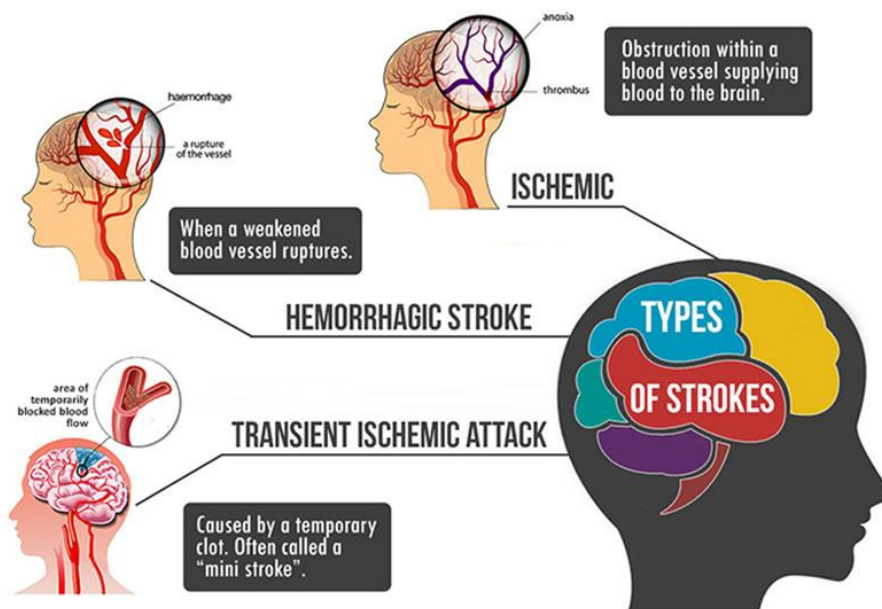 anoxia
thrombus
Obstruction within a
blood vessel supplying
blood to the brain.
ISCHEMIC
haemorrhage
a rupture
of the vessel
When a weakened
blood vessel ruptures.
HEMORRHAGIC STROKE
TYPES
OF STROKES
area of
temporarily
blocked blood
flow
TRANSIENT ISCHEMIC ATTACK
Caused by a temporary
clot. Often called a
“mini stroke”.